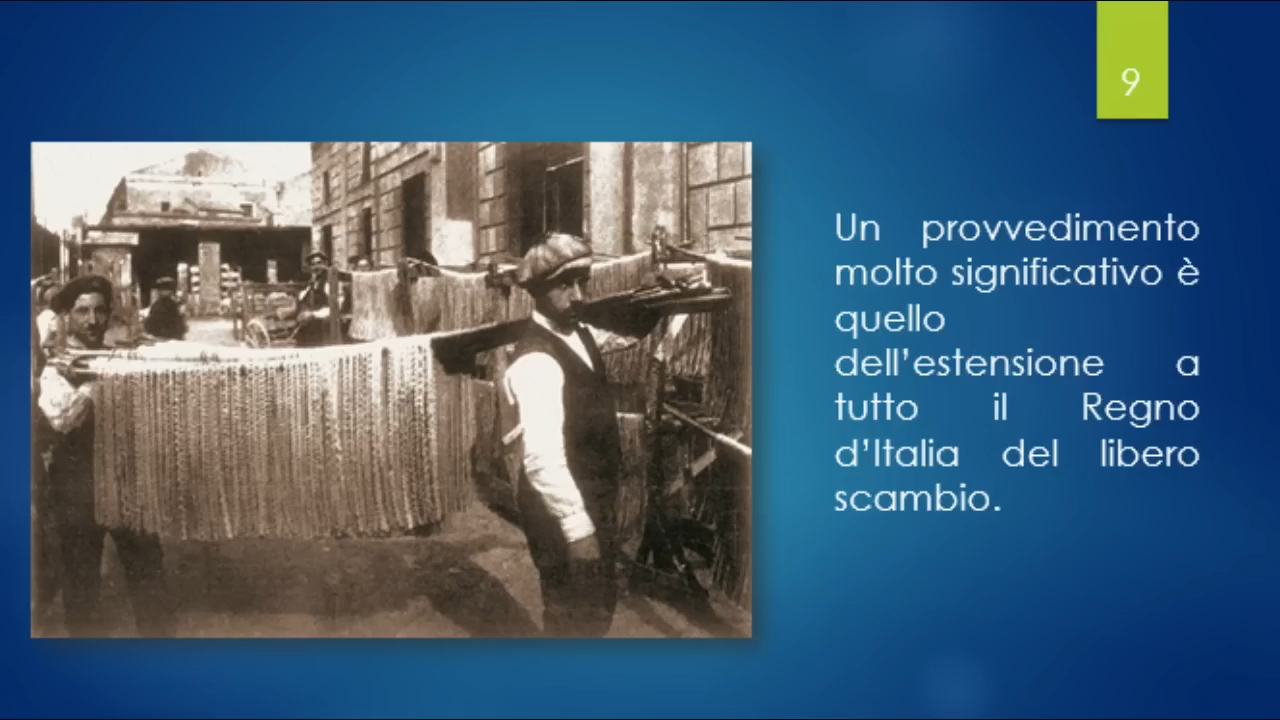 9
Un provvedimento
molto significativo è
quello
dell'estensione a
tutto il Regno
d'Italia del libero
scambio.